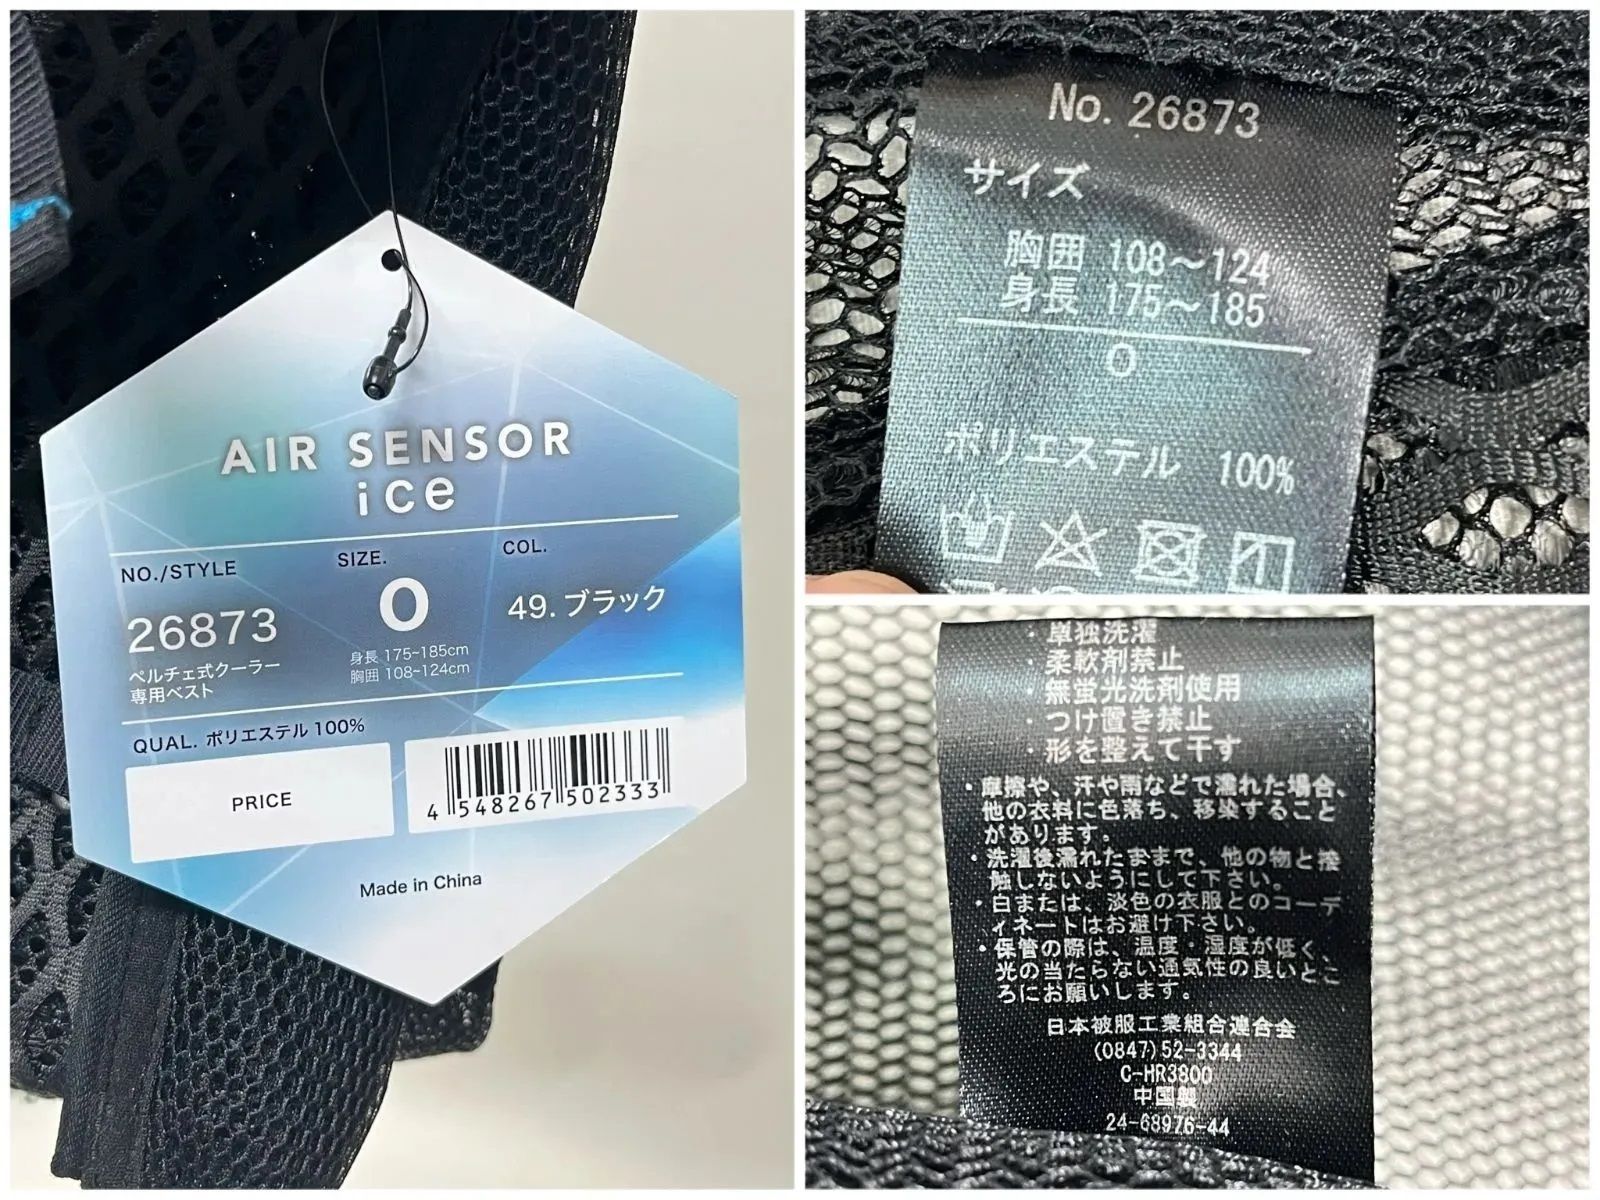 AIR SENSOR
ice
NO./STYLE
26873
ペルチェ式クーラー
専用ベスト
SIZE.
0
身長 175~185cm
胸囲 108~124cm
COL.
49. ブラック
QUAL. ポリエステル 100%
PRICE
4 548267 502333
Made in China
No. 26873
サイズ
胸囲 108～124
身長 175～185
0
ポリエステル 100%
・単独洗濯
・柔軟剤禁止
・無蛍光洗剤使用
・つけ置き禁止
・形を整えて干す
・摩擦や、汗や雨などで濡れた場合、
他の衣料に色落ち、移染すること
があります。
・洗濯後濡れたままで、他の物と接
触しないようにして下さい。
・白または、淡色の衣服とのコーデ
ィネートはお避け下さい。
・保管の際は、温度・湿度が低く、
光の当たらない通気性の良いとこ
ろにお願いします。
日本被服工業組合連合会
(0847)52-3344
C-HR3800
中国製
24-68976-44